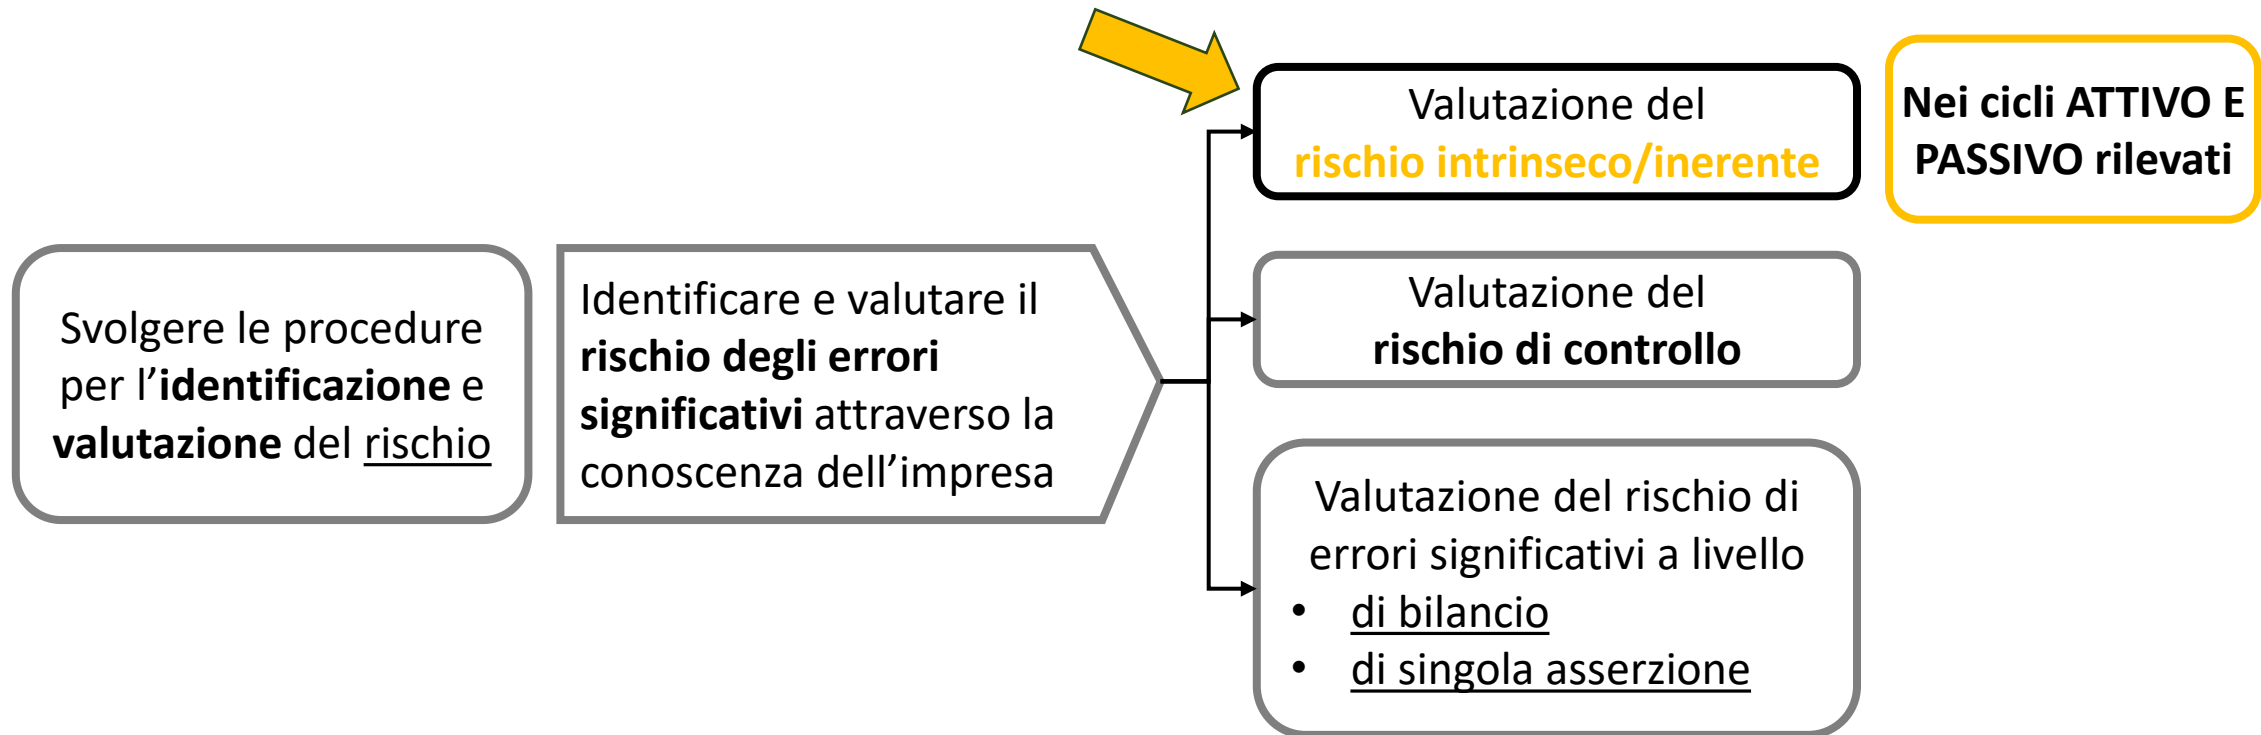 Svolgere le procedure
per l’identificazione e
valutazione del rischio
Identificare e valutare il
rischio degli errori
significativi attraverso la
conoscenza dell’impresa
Valutazione del
rischio intrinseco/inerente
Nei cicli ATTIVO E
PASSIVO rilevati
Valutazione del
rischio di controllo
Valutazione del rischio di
errori significativi a livello
• di bilancio
• di singola asserzione